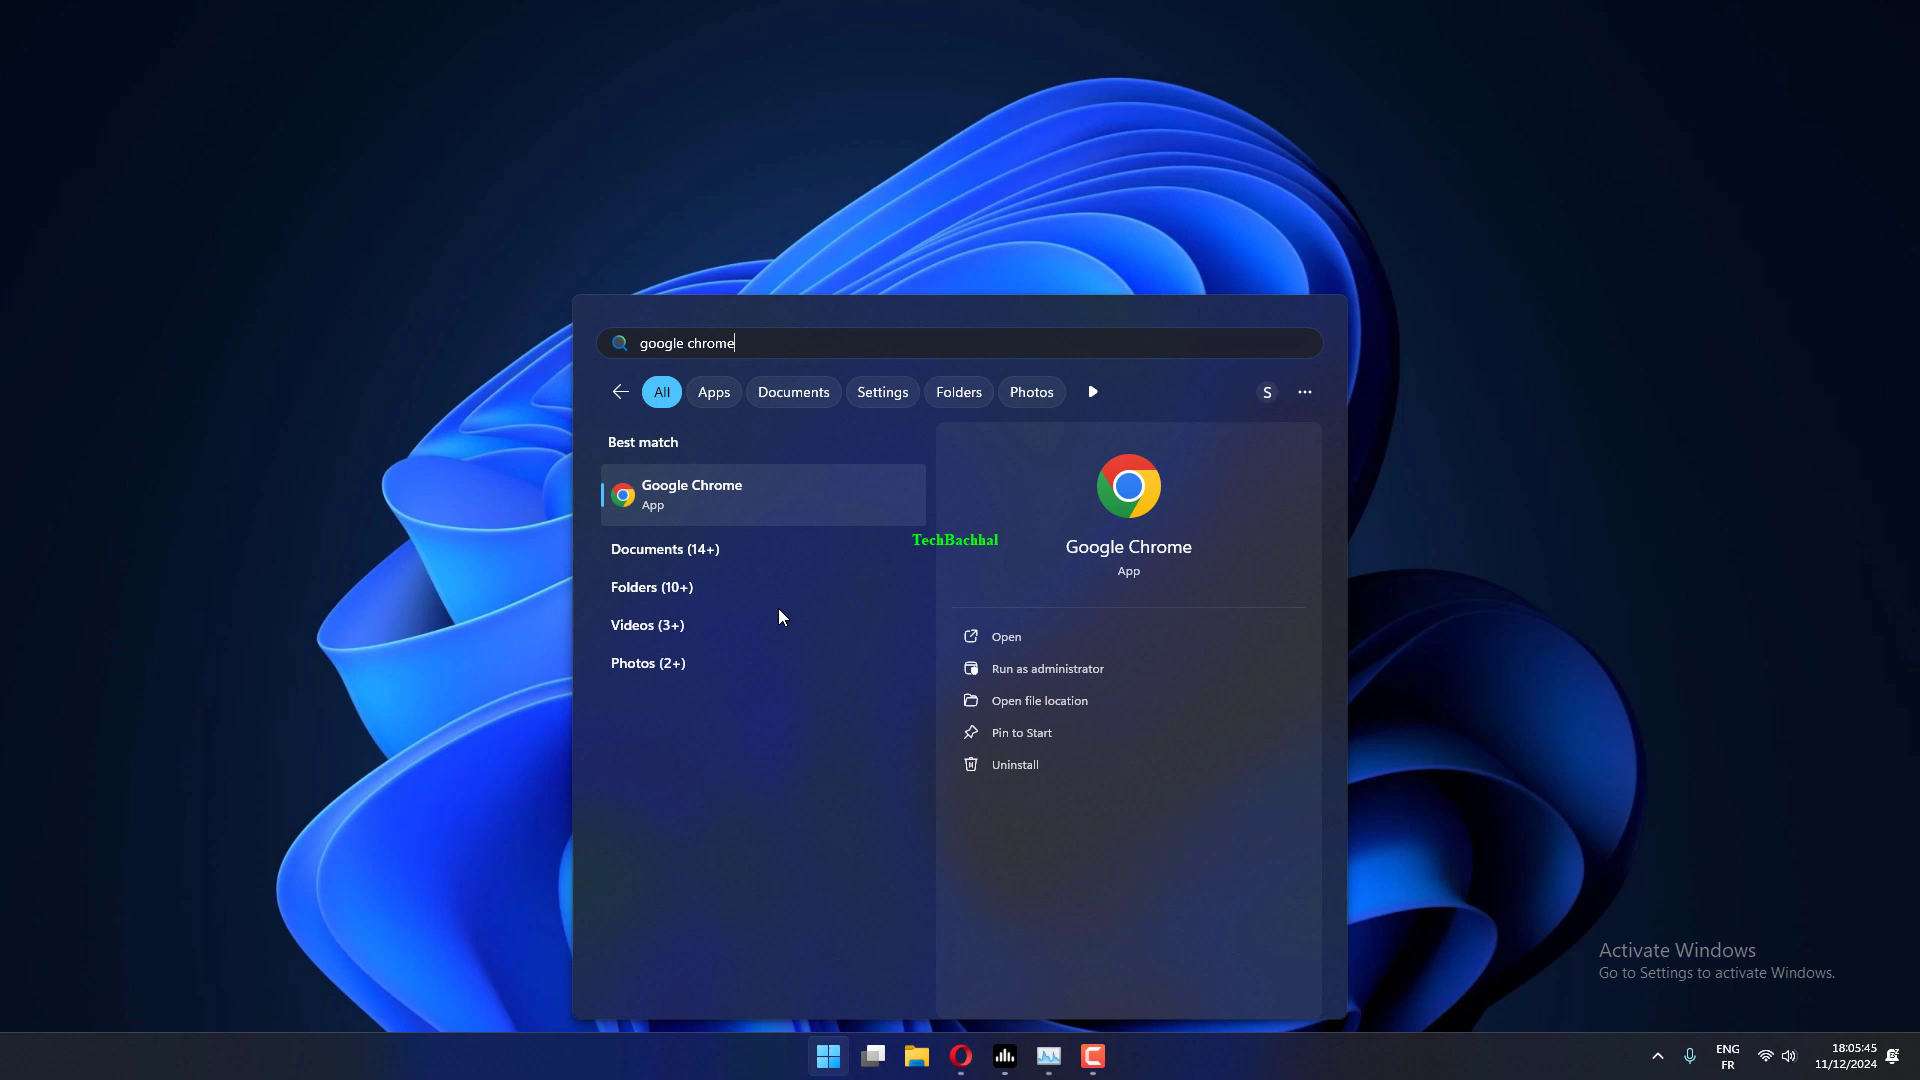 google chrome
All Apps Documents Settings Folders Photos S
Best match
Google Chrome
App
Documents (14+)
Folders (10+)
Videos (3+)
Photos (2+)
TechBachhal
Google Chrome
App
Open
Run as administrator
Open file location
Pin to Start
Uninstall
Activate Windows
Go to Settings to activate Windows.
ENG
FR
18:05:45
11/12/2024